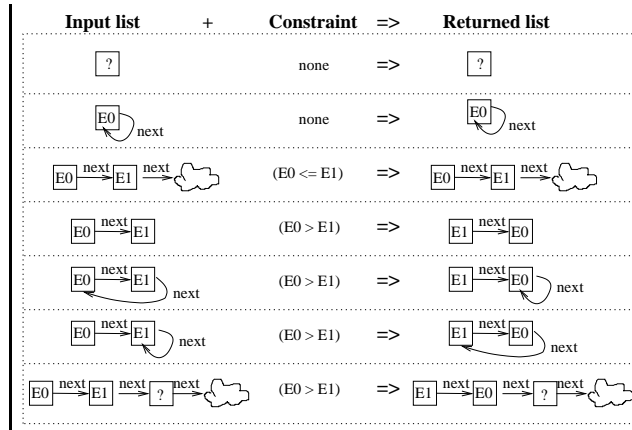 Input list + Constraint => Returned list
? none => ?
E0 next none => E0 next
E0 next E1 next (E0 <= E1) => E0 next E1 next
E0 next E1 (E0 > E1) => E1 next E0
E0 next E1 next (E0 > E1) => E1 next E0 next
E0 next E1 next (E0 > E1) => E1 next E0 next
E0 next E1 next ? next (E0 > E1) => E1 next E0 next ? next